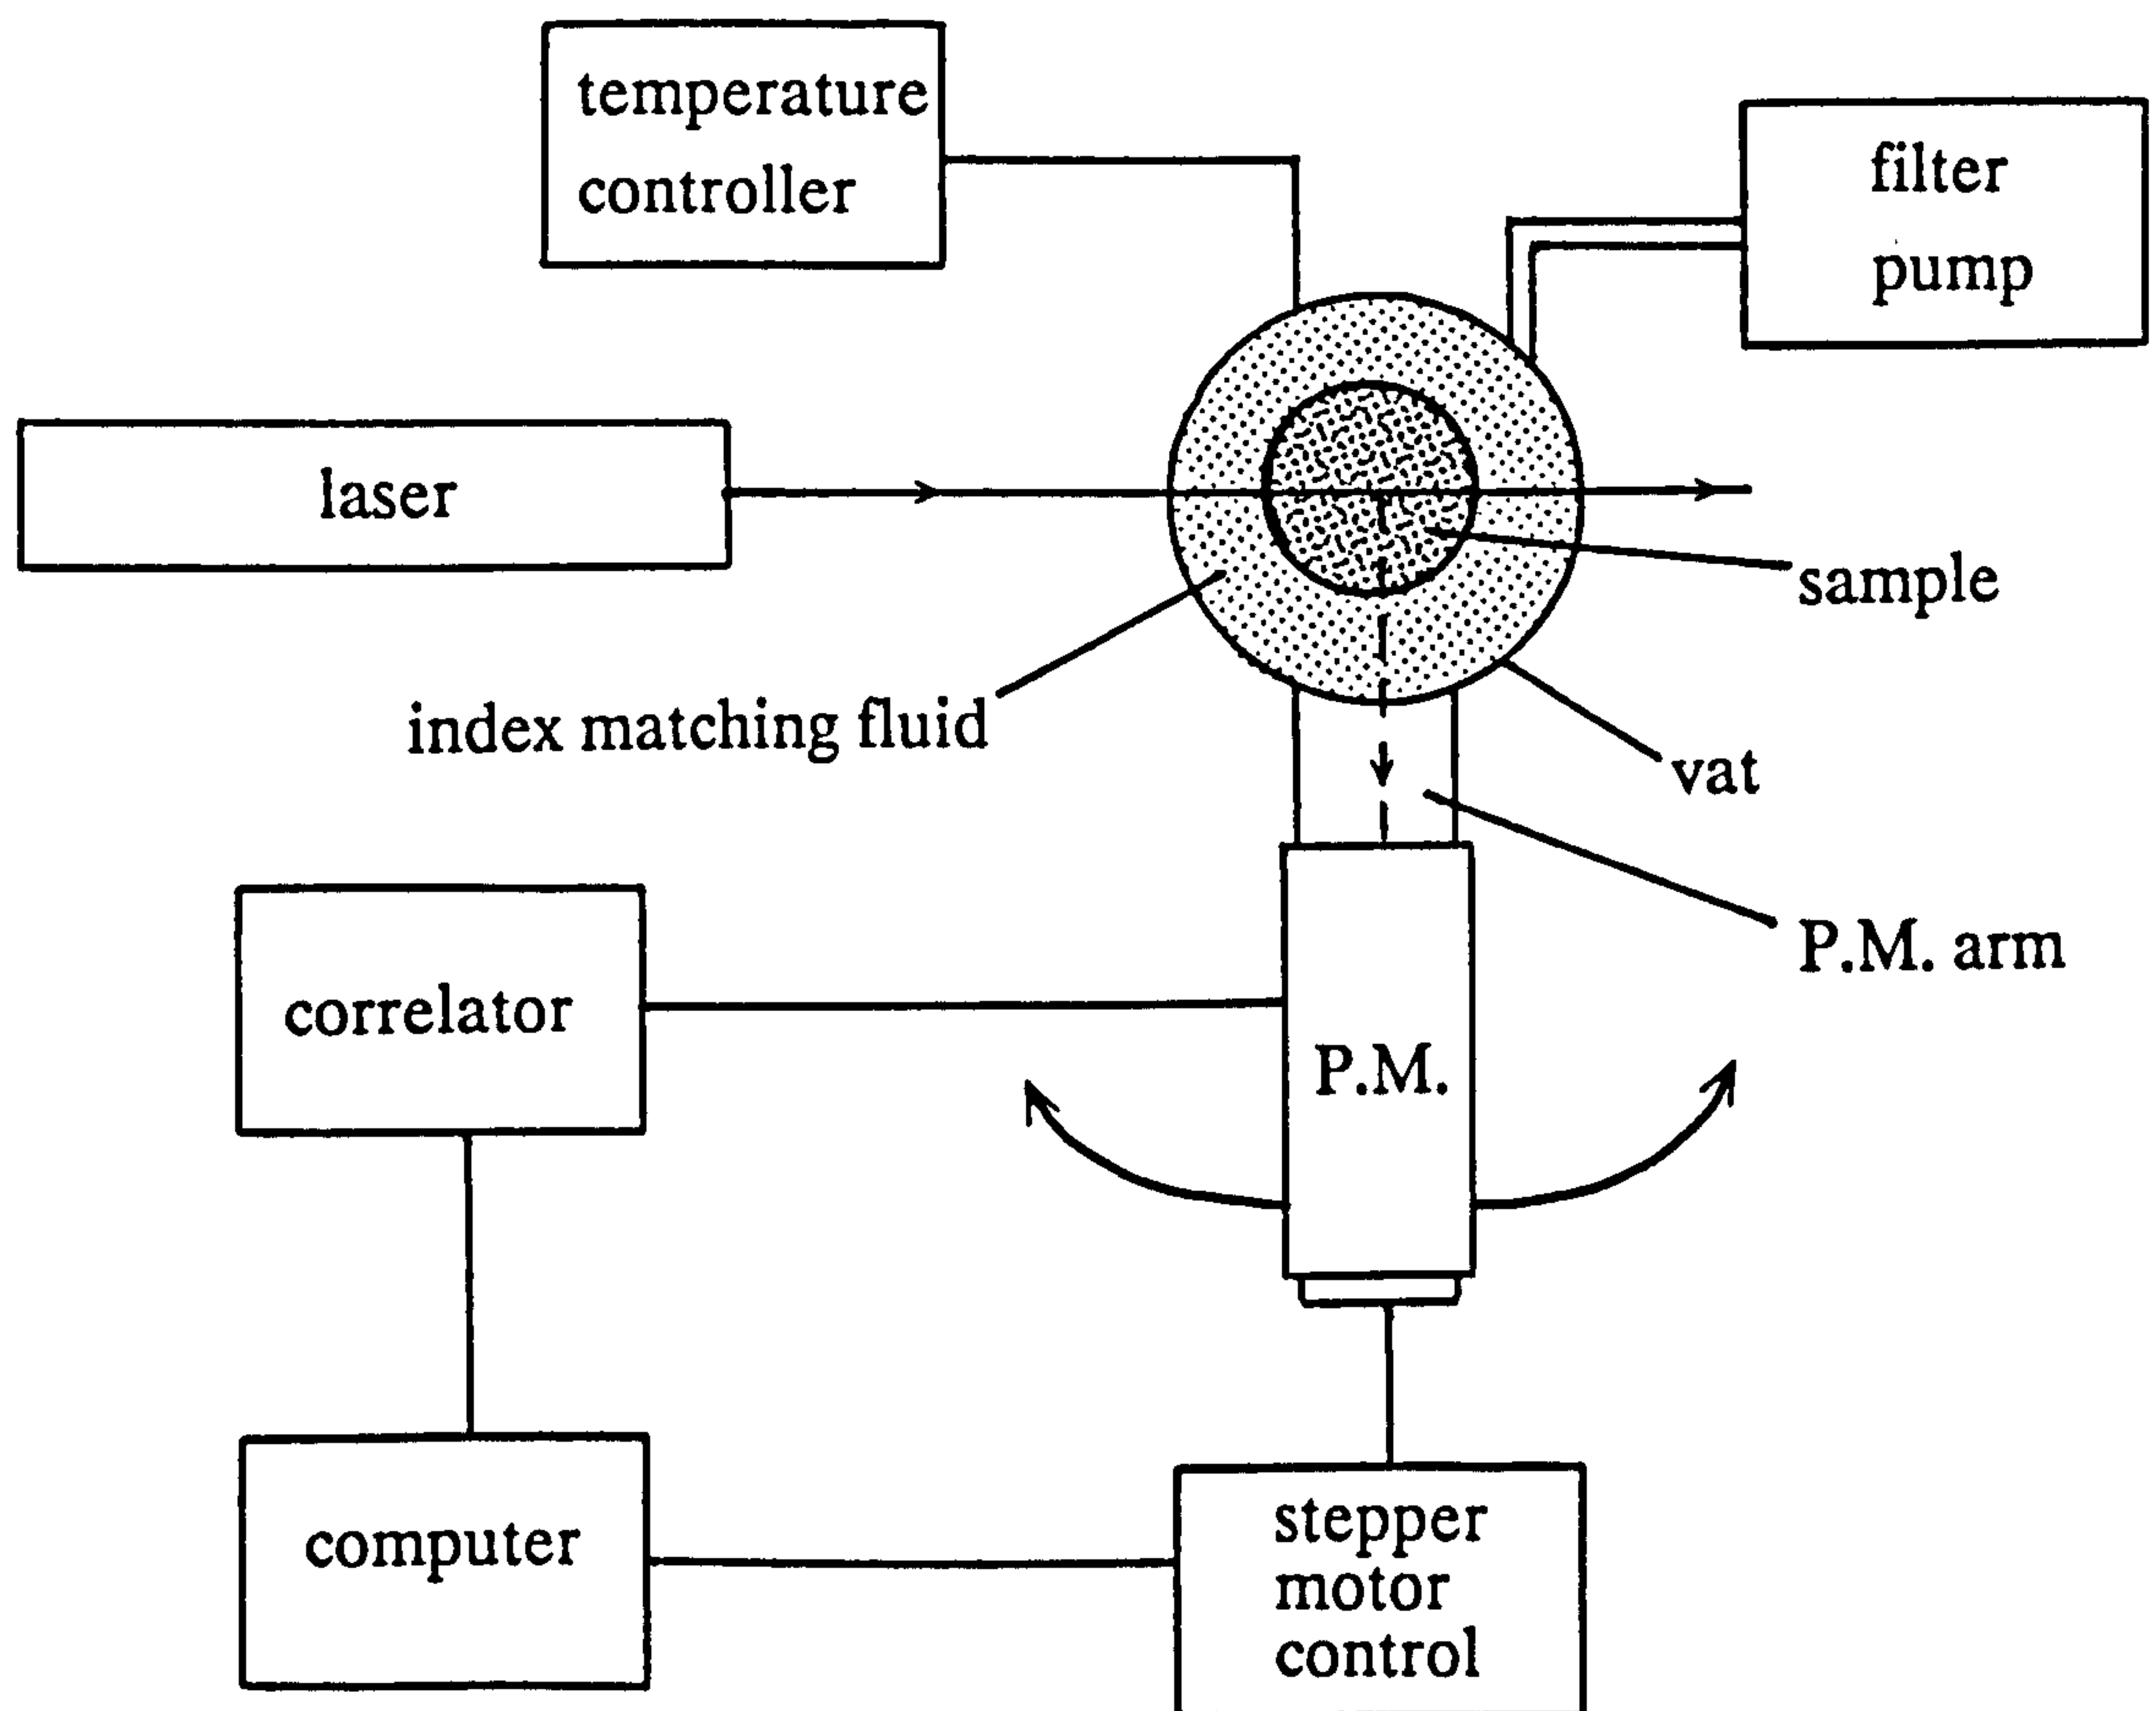 temperature
controller
filter
pump
laser
sample
index matching fluid
vat
P.M. arm
correlator
P.M.
computer
stepper
motor
control